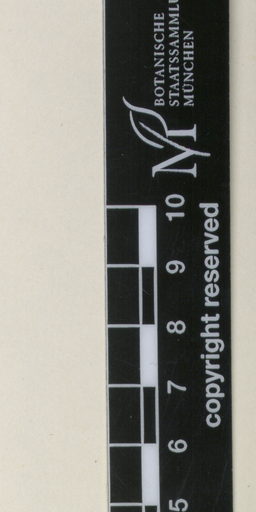 BOTANISCHE
STAATSSAMMLU
MÜNCHEN
M
10
9
8
7
6
5
copyright reserved